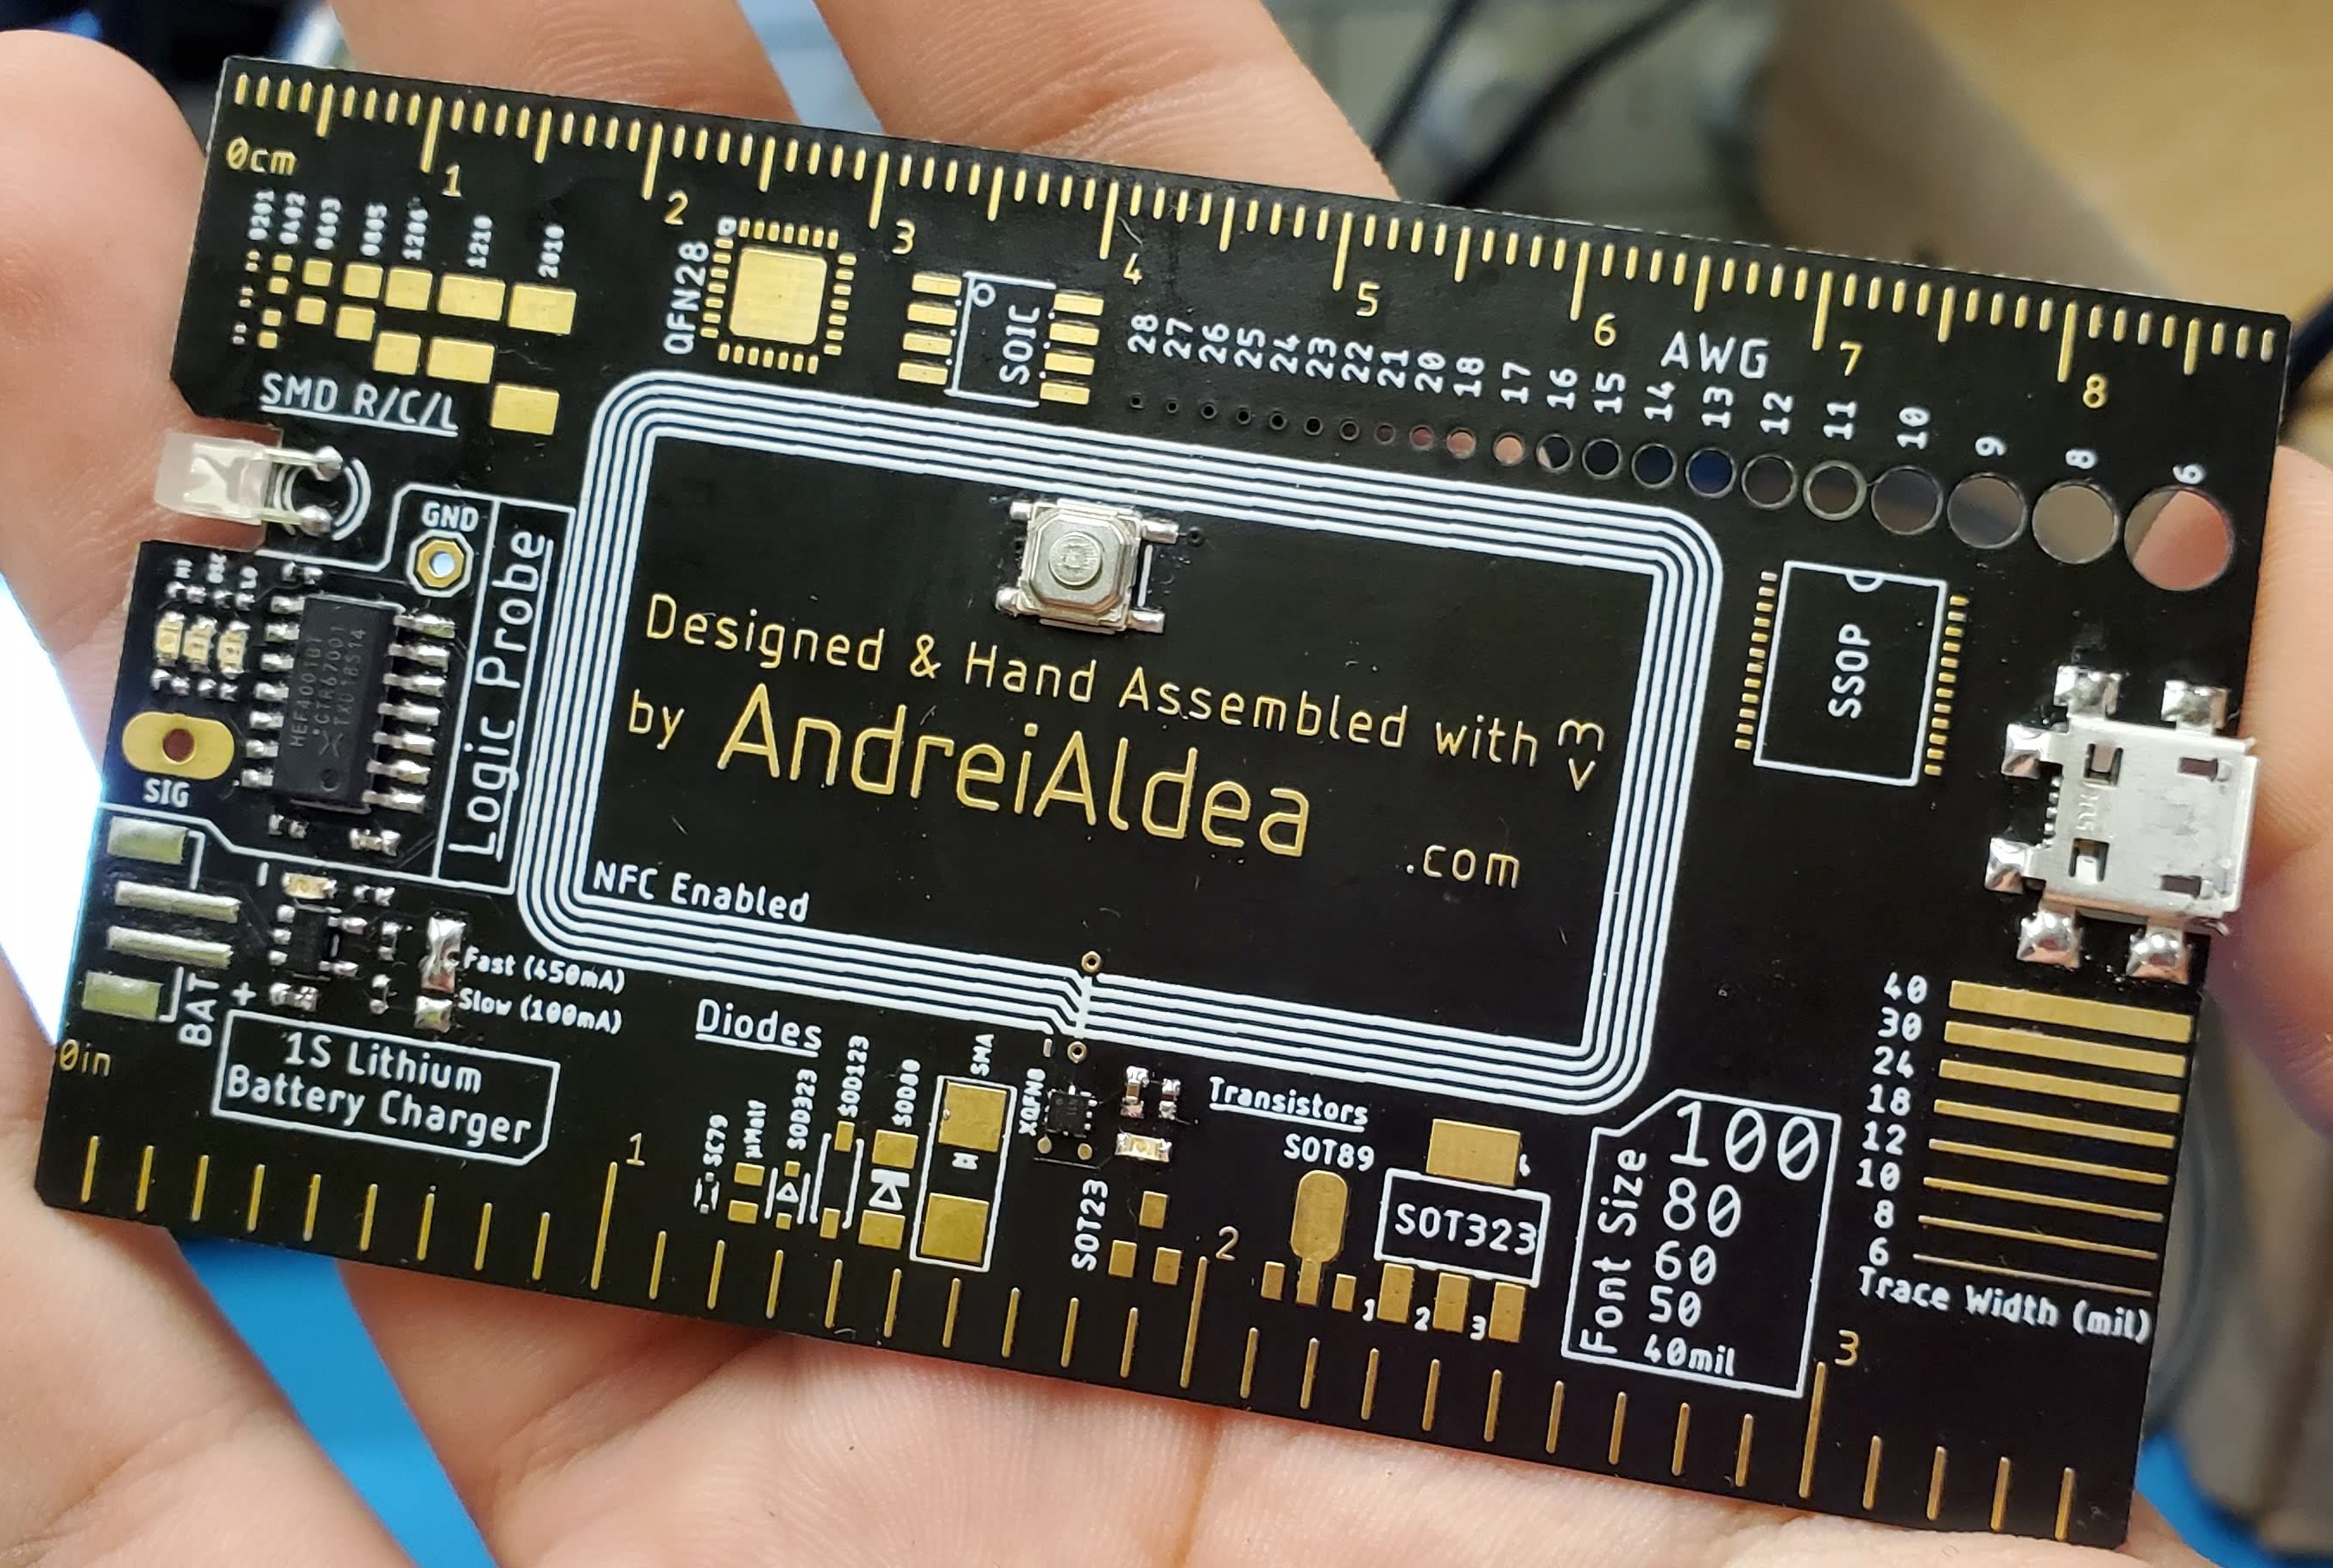 0cm
1
2
3
4
5
6
7
8
0201
0402
0603
0805
1206
1210
2010
SMD R/C/L
QFN28
SOIC
AWG
28
27
26
25
24
23
22
21
20
18
17
16
15
14
13
12
11
10
9
8
6
GND
Logic Probe
SIG
Designed & Hand Assembled with <3
by AndreiAldea
.com
NFC Enabled
SSOP
BAT
-
+
Fast (450mA)
Slow (100mA)
1S Lithium
Battery Charger
Diodes
SC79
µMelf
SOD323
SOD123
SOD80
SMA
XQFN8
Transistors
SOT23
SOT89
SOT323
1
2
3
4
Font Size
100
80
60
50
40mil
40
30
24
18
12
10
8
6
Trace Width (mil)
0in
1
2
3